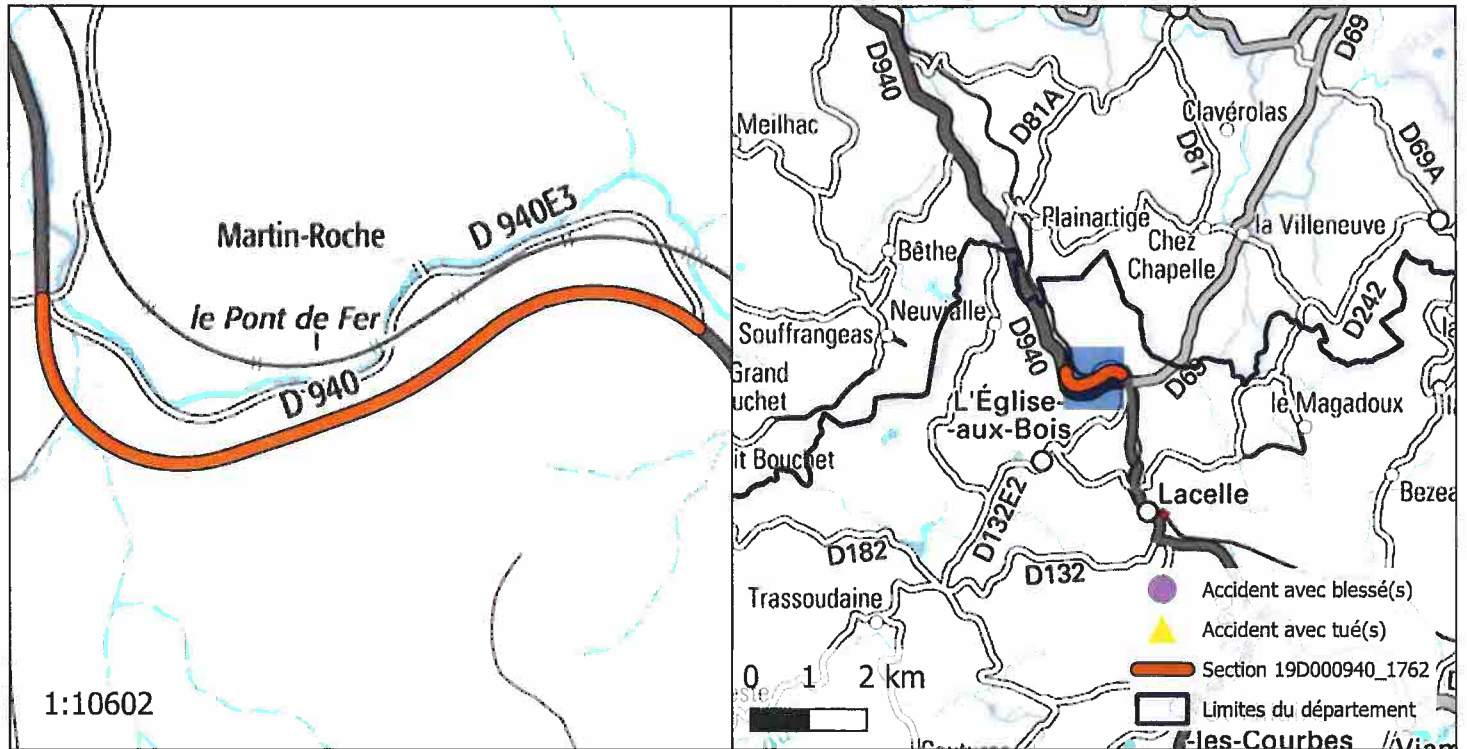 Martin-Roche
D 940E3
le Pont de Fer
D 940
1:10602
D940
D69
D81A
Clavérolas
Meilhac
D81
D69A
Plainartige
la Villeneuve
Bêthe
Chez
Chapelle
Neuvialle
Souffrangeas
D940
D242
D69
Grand
uchet
L'Église-
-aux-Bois
le Magadoux
it Bouchet
Lacelle
Bezea
D132E2
D182
D132
Trassoudaine
Accident avec blessé(s)
Accident avec tué(s)
Section 19D000940_1762
Limites du département
0 1 2 km
-les-Courbes